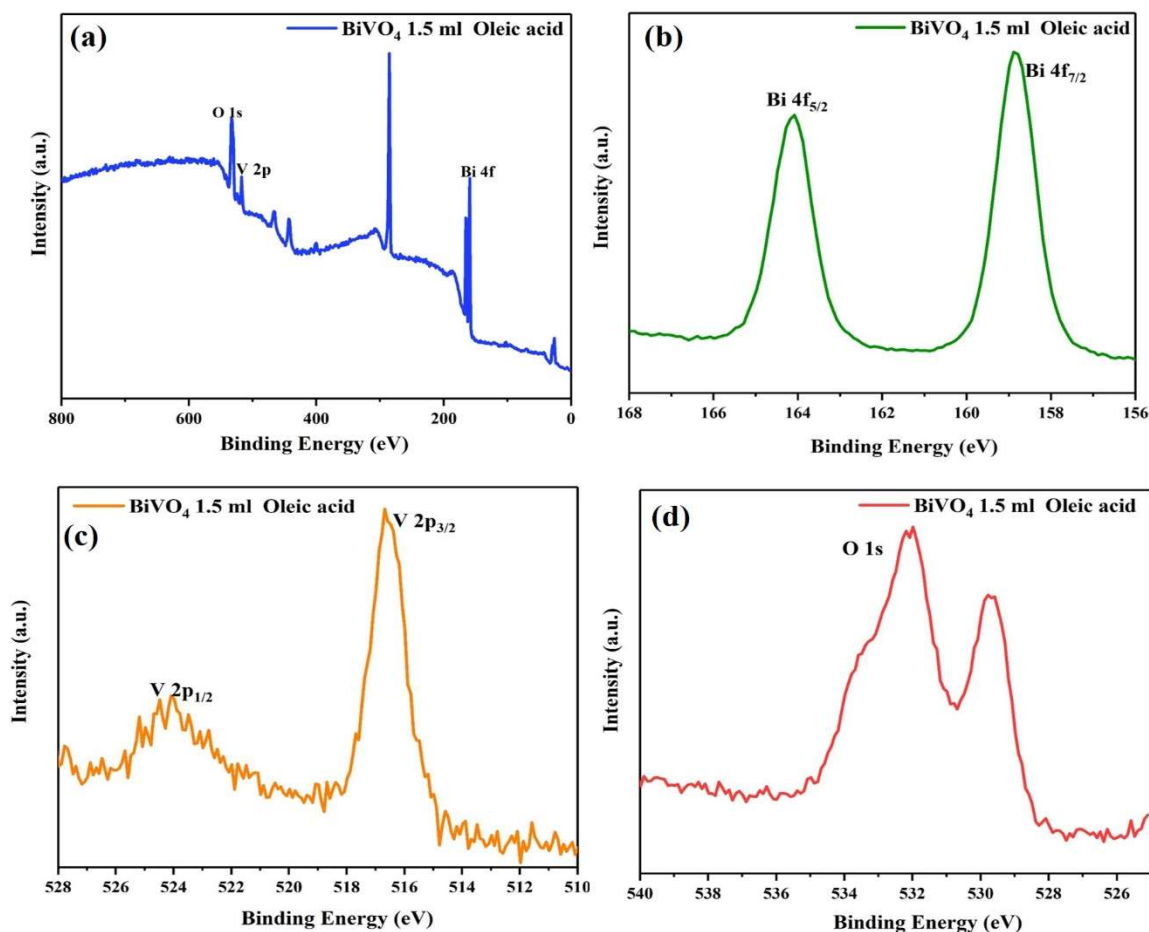 (a)
BiVO₄ 1.5 ml Oleic acid
O 1s
V 2p
Bi 4f
Intensity (a.u.)
800 600 400 200 0
Binding Energy (eV)
(b)
BiVO₄ 1.5 ml Oleic acid
Bi 4f₇/₂
Bi 4f₅/₂
Intensity (a.u.)
168 166 164 162 160 158 156
Binding Energy (eV)
BiVO₄ 1.5 ml Oleic acid
(c)
V 2p₃/₂
V 2p₁/₂
Intensity (a.u.)
528 526 524 522 520 518 516 514 512 510
Binding Energy (eV)
BiVO₄ 1.5 ml Oleic acid
(d)
O 1s
Intensity (a.u.)
540 538 536 534 532 530 528 526
Binding Energy (eV)